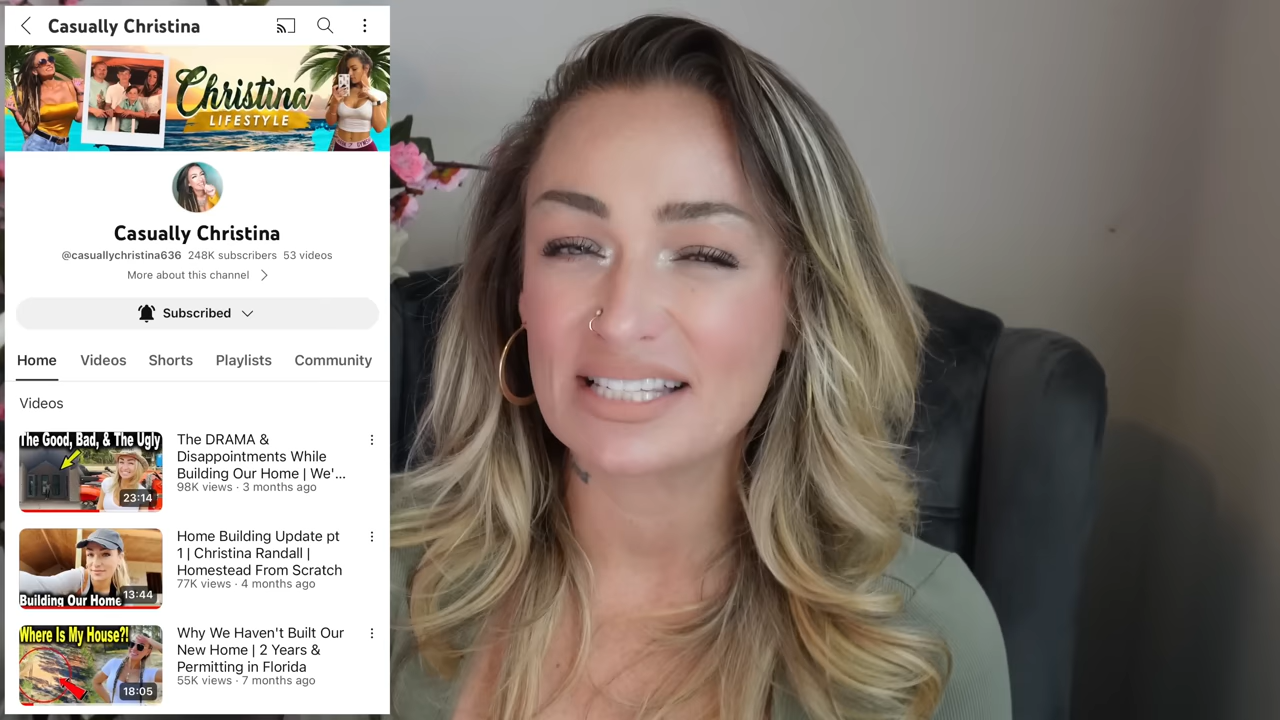 Casually Christina
Christina
LIFESTYLE
Casually Christina
@casuallychristina636 248K subscribers 53 videos
More about this channel
Subscribed
Home Videos Shorts Playlists Community
Videos
The Good, Bad, & The Ugly
23:14
The DRAMA &
Disappointments While
Building Our Home | We'...
98K views · 3 months ago
Building Our Home
13:44
Home Building Update pt
1 | Christina Randall |
Homestead From Scratch
77K views · 4 months ago
Where Is My House?!
18:05
Why We Haven't Built Our
New Home | 2 Years &
Permitting in Florida
55K views · 7 months ago